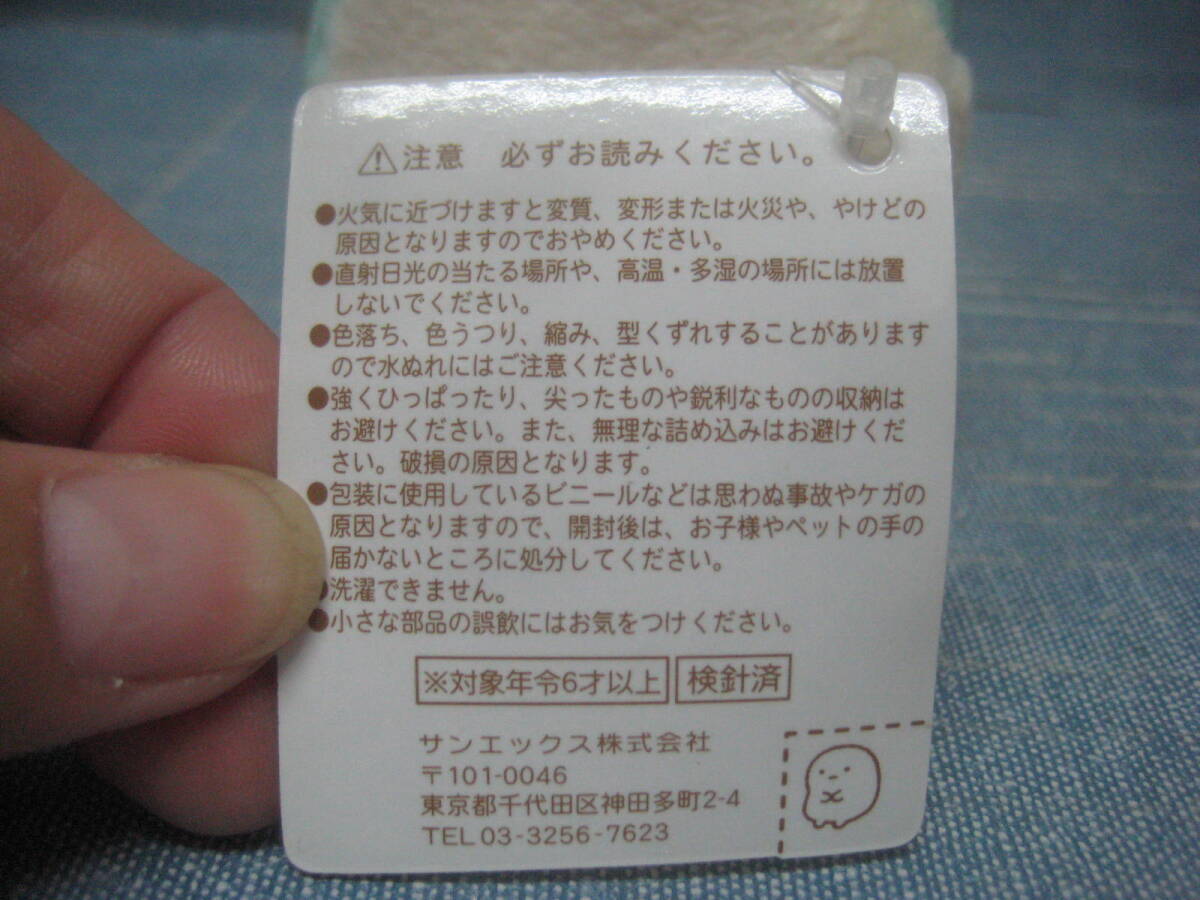 ⚠注意 必ずお読みください。
●火気に近づけますと変質、変形または火災や、やけどの
原因となりますのでおやめください。
●直射日光の当たる場所や、高温・多湿の場所には放置
しないでください。
●色落ち、色うつり、縮み、型くずれすることがあります
ので水ぬれにはご注意ください。
●強くひっぱったり、尖ったものや鋭利なものの収納は
お避けください。また、無理な詰め込みはお避けくだ
さい。破損の原因となります。
●包装に使用しているビニールなどは思わぬ事故やケガの
原因となりますので、開封後は、お子様やペットの手の
届かないところに処分してください。
●洗濯できません。
●小さな部品の誤飲にはお気をつけください。
※対象年令6才以上 検針済
サンエックス株式会社
〒101-0046
東京都千代田区神田多町2-4
TEL 03-3256-7623